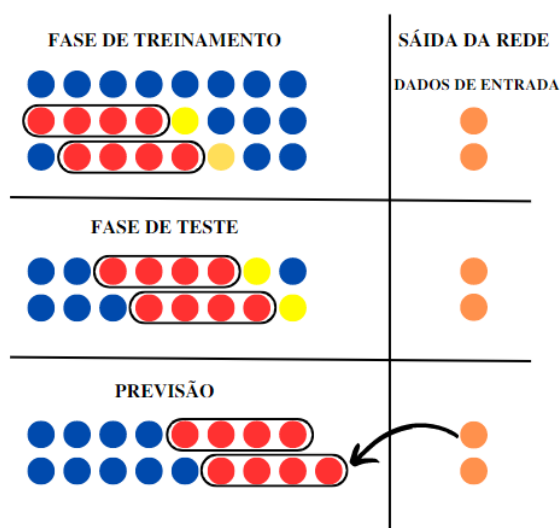 FASE DE TREINAMENTO
SÁIDA DA REDE
DADOS DE ENTRADA
FASE DE TESTE
PREVISÃO